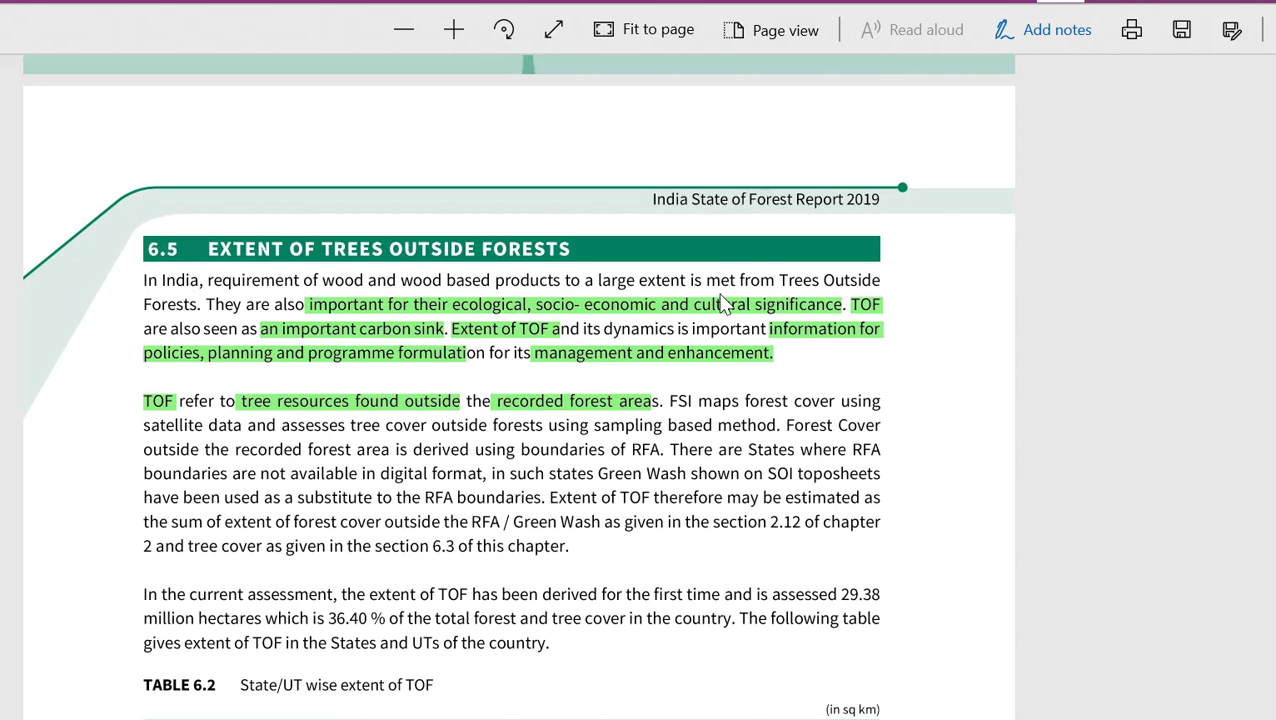 Fit to page
Page view
Read aloud
Add notes
India State of Forest Report 2019
6.5 EXTENT OF TREES OUTSIDE FORESTS
In India, requirement of wood and wood based products to a large extent is met from Trees Outside
Forests. They are also important for their ecological, socio- economic and cultural significance. TOF
are also seen as an important carbon sink. Extent of TOF and its dynamics is important information for
policies, planning and programme formulation for its management and enhancement.
TOF refer to tree resources found outside the recorded forest areas. FSI maps forest cover using
satellite data and assesses tree cover outside forests using sampling based method. Forest Cover
outside the recorded forest area is derived using boundaries of RFA. There are States where RFA
boundaries are not available in digital format, in such states Green Wash shown on SOI toposheets
have been used as a substitute to the RFA boundaries. Extent of TOF therefore may be estimated as
the sum of extent of forest cover outside the RFA / Green Wash as given in the section 2.12 of chapter
2 and tree cover as given in the section 6.3 of this chapter.
In the current assessment, the extent of TOF has been derived for the first time and is assessed 29.38
million hectares which is 36.40 % of the total forest and tree cover in the country. The following table
gives extent of TOF in the States and UTs of the country.
TABLE 6.2 State/UT wise extent of TOF
(in sq km)